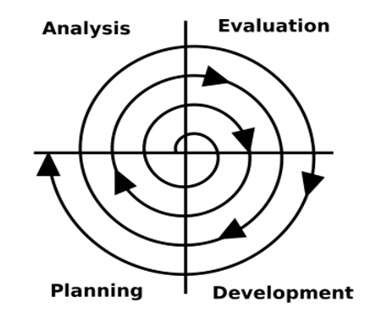 Analysis
Evaluation
Planning
Development